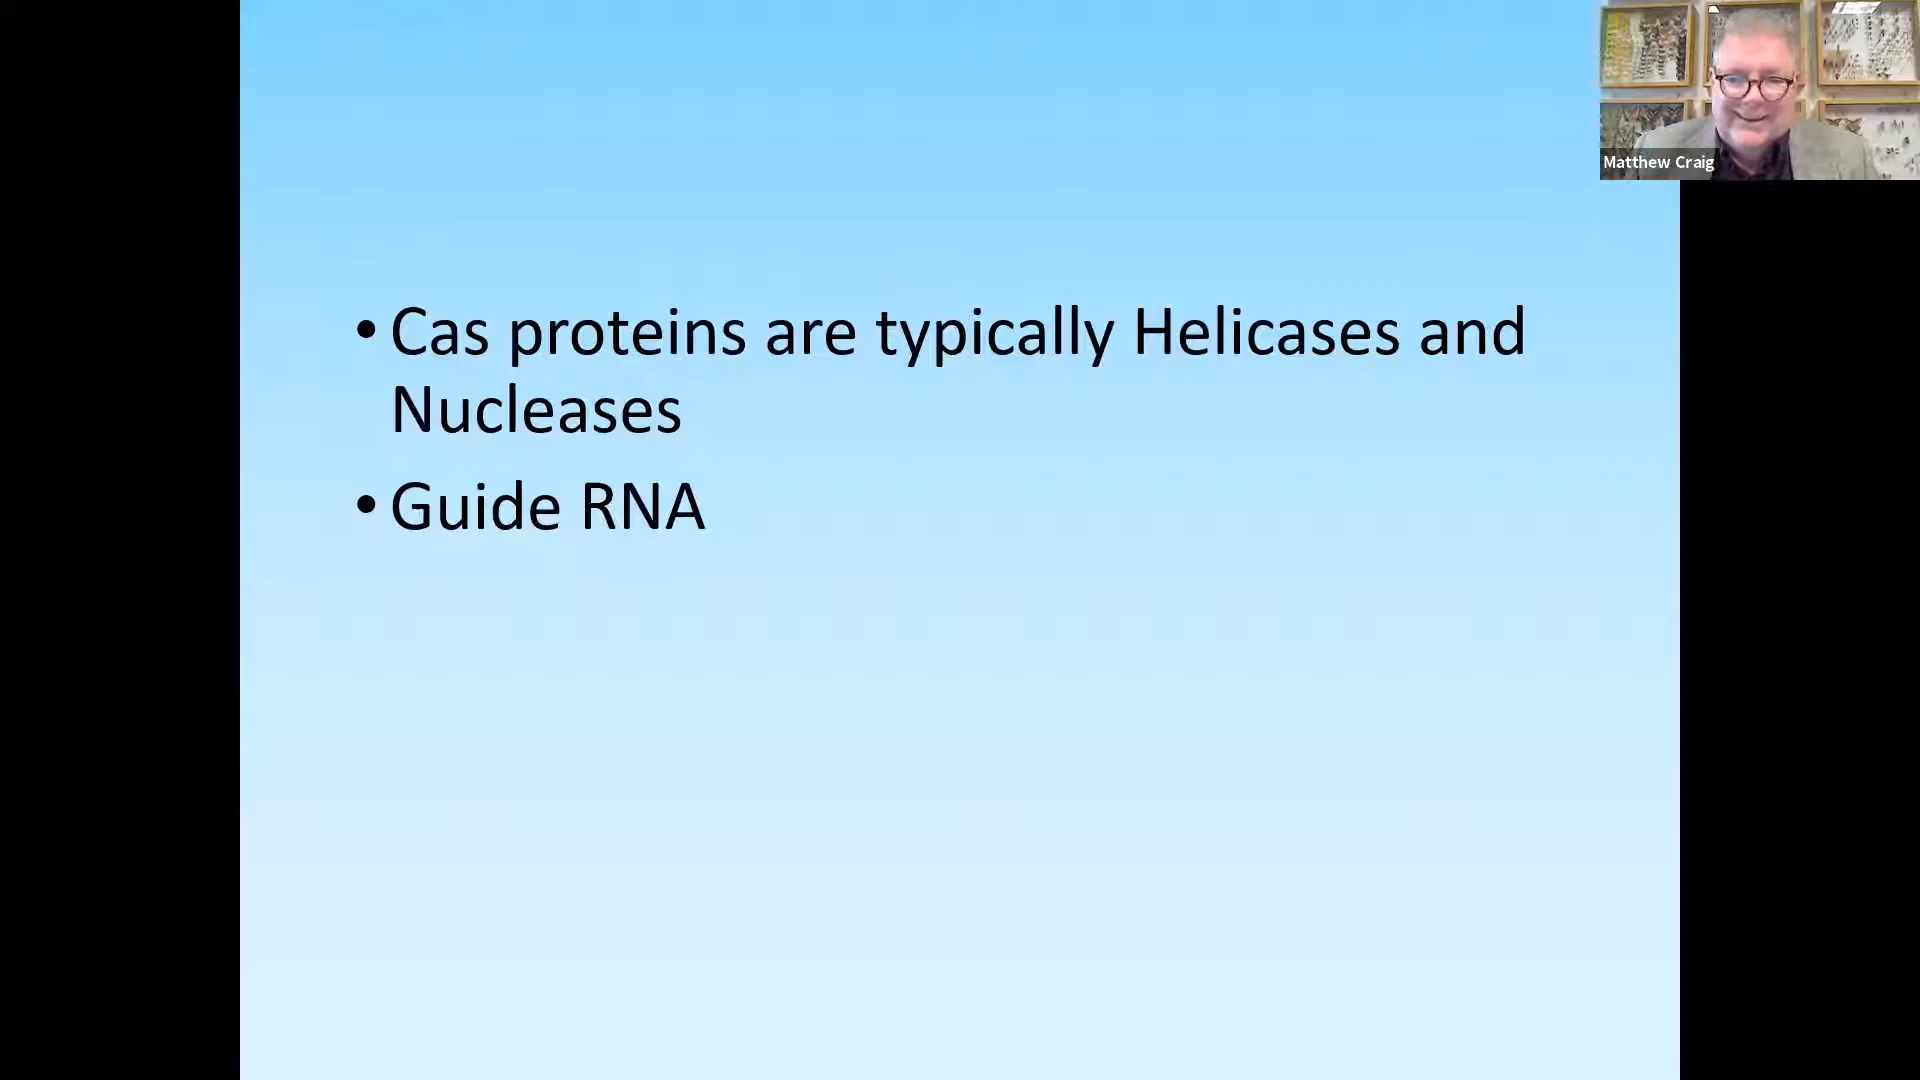 • Cas proteins are typically Helicases and
Nucleases
• Guide RNA
Matthew Craig